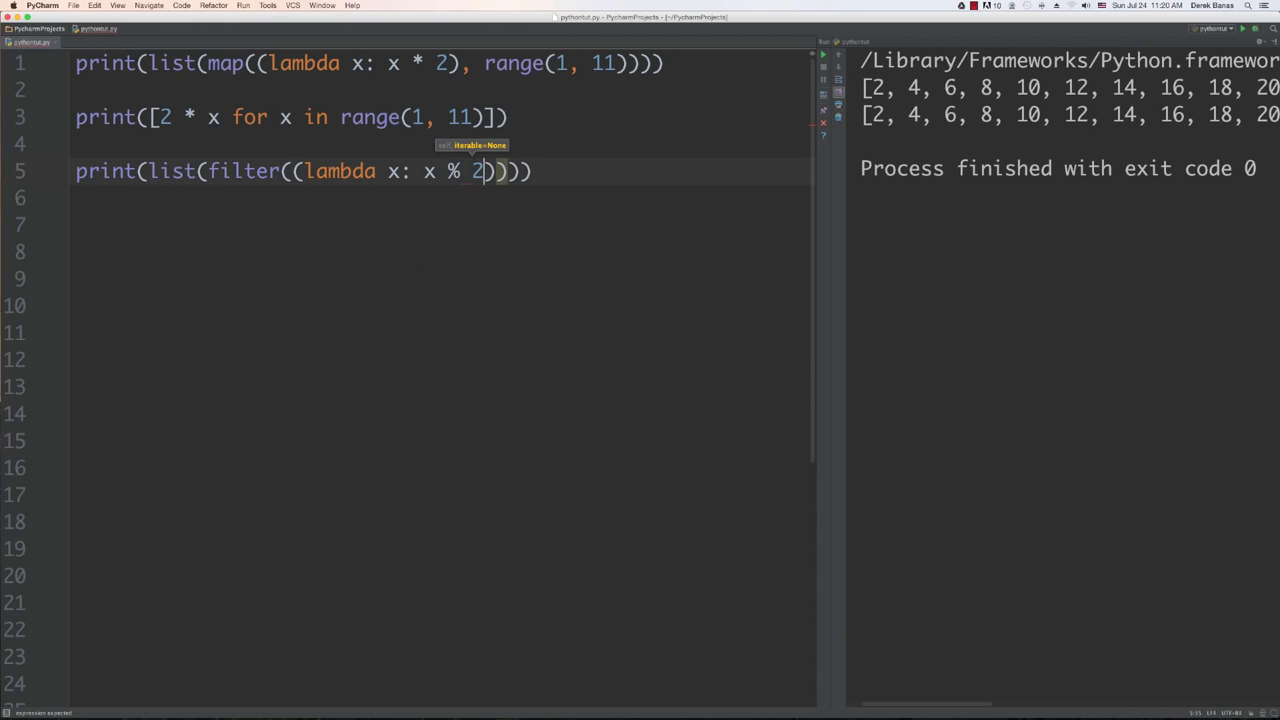 PyCharm File Edit View Navigate Code Refactor Run Tools VCS Window Help 10 Sun Jul 24 11:20 AM Derek Banas
pythontut.py - PycharmProjects - [~/PycharmProjects]
PycharmProjects pythontut.py pythontut
pythontut.py Run: pythontut
1 print(list(map((lambda x: x * 2), range(1, 11))))
2
3 print([2 * x for x in range(1, 11)])
4
self, iterable=None
5 print(list(filter((lambda x: x % 2))))
6
7
8
9
10
11
12
13
14
15
16
17
18
19
20
21
22
23
24
25
/Library/Frameworks/Python.framewor
[2, 4, 6, 8, 10, 12, 14, 16, 18, 20
[2, 4, 6, 8, 10, 12, 14, 16, 18, 20
Process finished with exit code 0
expression expected 5:35 LF÷ UTF-8÷